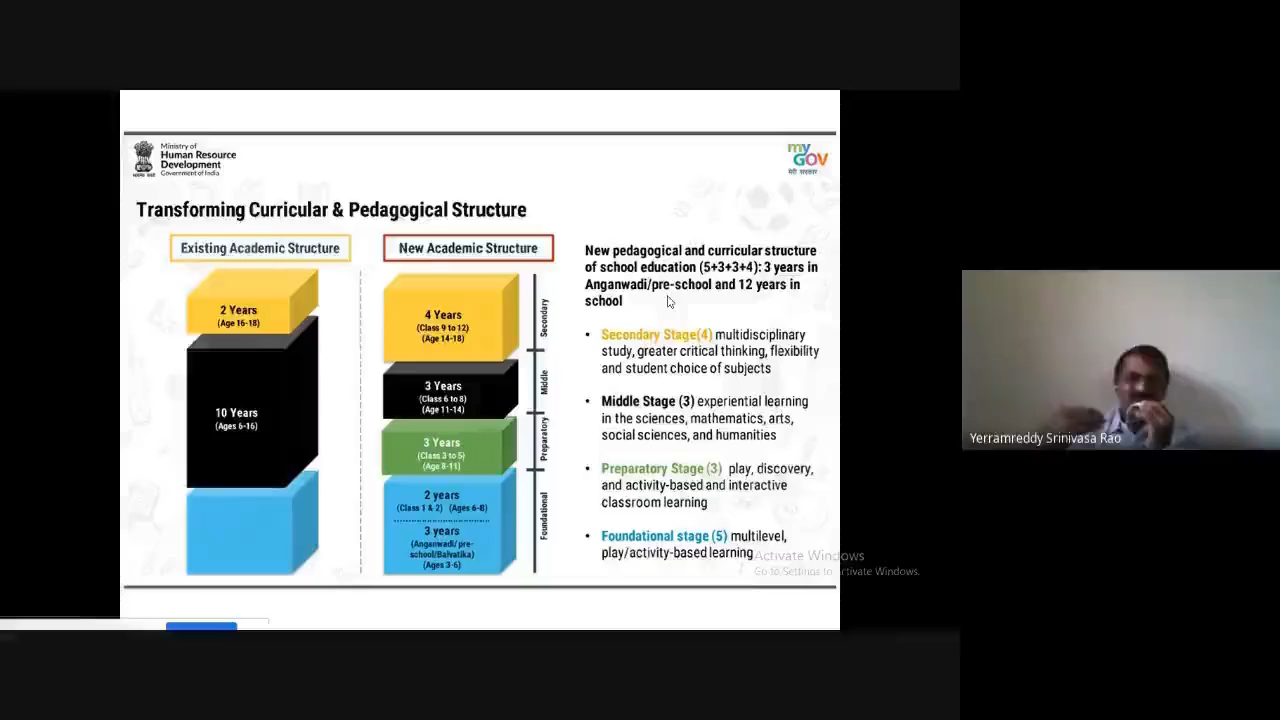 Ministry of
Human Resource
Development
Government of India
my
GOV
मेरी सरकार
Transforming Curricular & Pedagogical Structure
Existing Academic Structure
2 Years
(Age 16-18)
10 Years
(Ages 6-16)
New Academic Structure
4 Years
(Class 9 to 12)
(Age 14-18)
Secondary
3 Years
(Class 6 to 8)
(Age 11-14)
Middle
3 Years
(Class 3 to 5)
(Age 8-11)
Preparatory
2 years
(Class 1 & 2) (Ages 6-8)
3 years
(Anganwadi/ pre-
school/Balvatika)
(Ages 3-6)
Foundational
New pedagogical and curricular structure
of school education (5+3+3+4): 3 years in
Anganwadi/pre-school and 12 years in
school
• Secondary Stage(4) multidisciplinary
study, greater critical thinking, flexibility
and student choice of subjects
• Middle Stage (3) experiential learning
in the sciences, mathematics, arts,
social sciences, and humanities
• Preparatory Stage (3) play, discovery,
and activity-based and interactive
classroom learning
• Foundational stage (5) multilevel,
play/activity-based learning
Activate Windows
Go to Settings to activate Windows.
Yerramreddy Srinivasa Rao